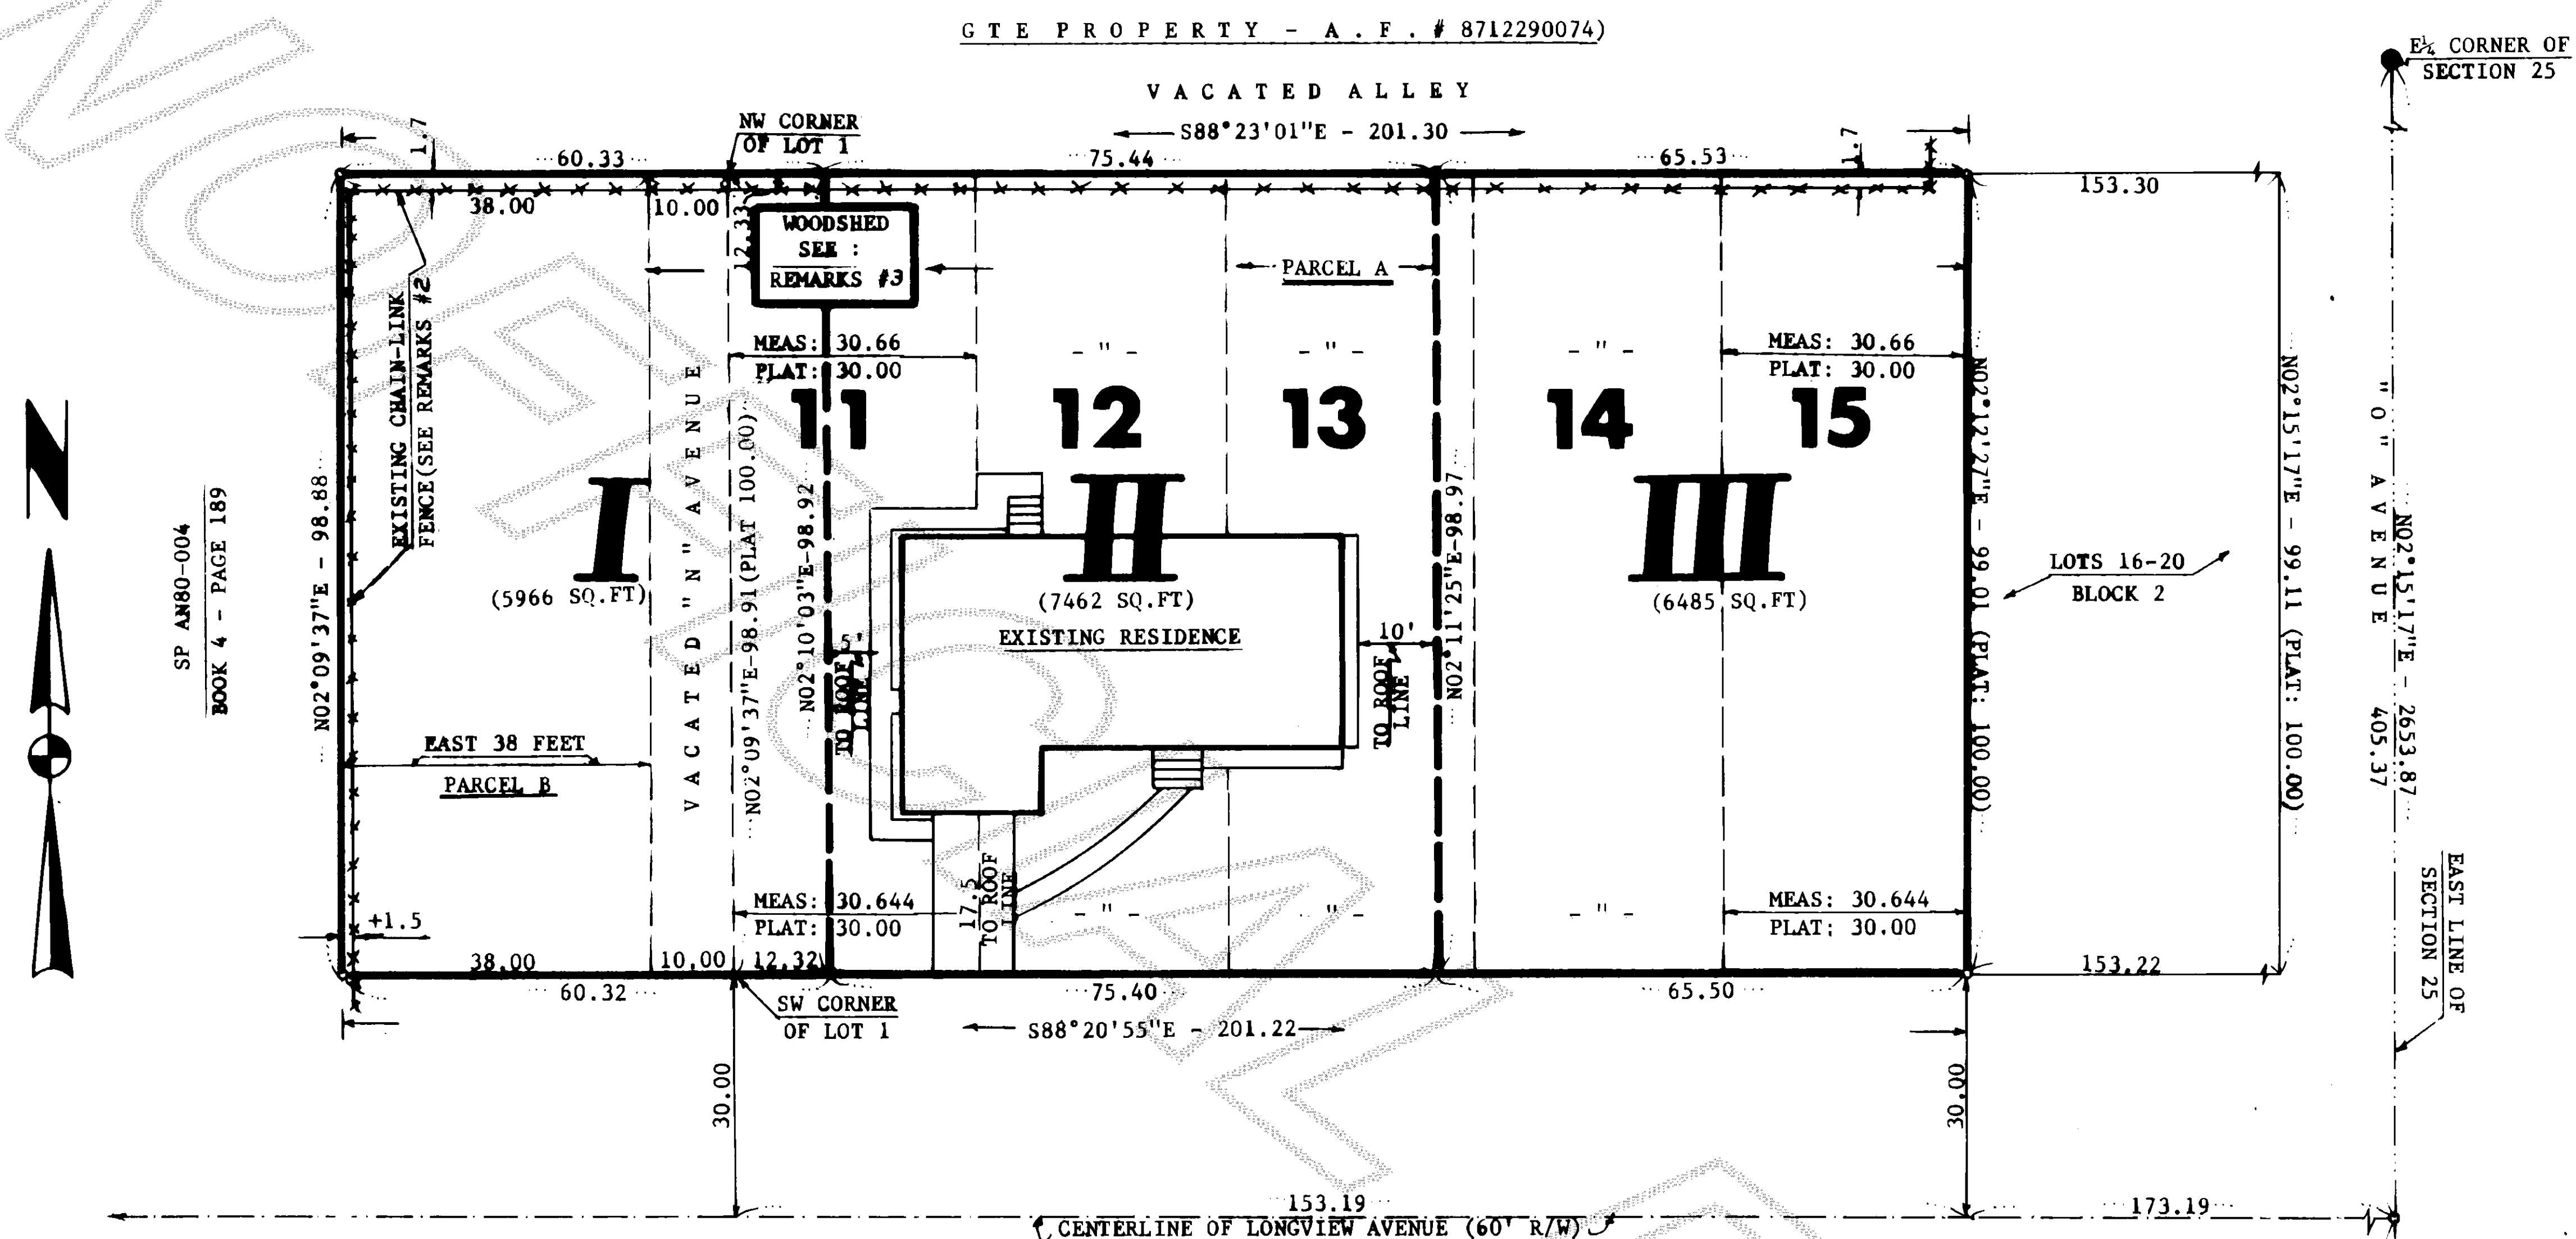 GTE PROPERTY - A.F.# 8712290074)
E¼ CORNER OF
SECTION 25
VACATED ALLEY
S88°23'01"E - 201.30
NW CORNER
OF LOT 1
1.7
60.33
75.44
65.53
1.7
153.30
38.00
10.00
12.33
WOODSHED
SEE :
REMARKS #3
PARCEL A
EXISTING CHAIN-LINK
FENCE(SEE REMARKS #2
MEAS: 30.66
PLAT: 30.00
- " -
- " -
- " -
MEAS: 30.66
PLAT: 30.00
11
12
13
14
15
N
SP AN80-004
BOOK 4 - PAGE 189
N02°09'37"E - 98.88
I
(5966 SQ.FT)
VACATED "N" AVENUE
N02°09'37"E-98.91(PLAT 100.00)
N02°10'03"E-98.92
II
(7462 SQ.FT)
EXISTING RESIDENCE
5'
TO ROOF
LINE
10'
TO ROOF
LINE
N02°11'25"E-98.97
III
(6485 SQ.FT)
N02°12'27"E - 99.01 (PLAT: 100.00)
LOTS 16-20
BLOCK 2
N02°15'17"E - 99.11 (PLAT: 100.00)
"O" AVENUE
405.37
N02°15'17"E - 2653.87
EAST LINE OF
SECTION 25
EAST 38 FEET
PARCEL B
MEAS: 30.644
PLAT: 30.00
17.5
TO ROOF
LINE
- " -
- " -
- " -
MEAS: 30.644
PLAT: 30.00
+1.5
38.00
10.00
12.32
60.32
75.40
65.50
153.22
SW CORNER
OF LOT 1
S88°20'55"E - 201.22
30.00
30.00
153.19
173.19
CENTERLINE OF LONGVIEW AVENUE (60' R/W)